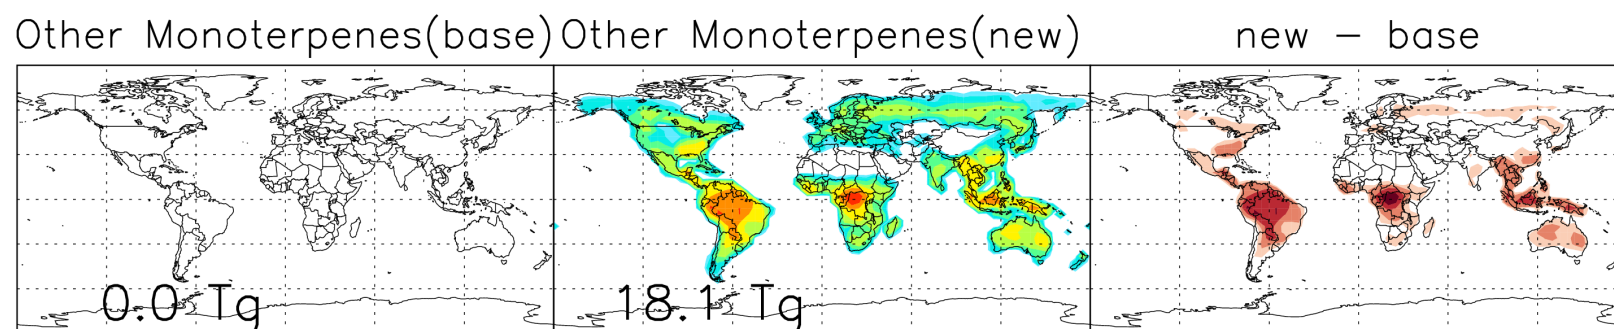 Other Monoterpenes(base)
Other Monoterpenes(new)
new − base
0.0 Tg
18.1 Tg